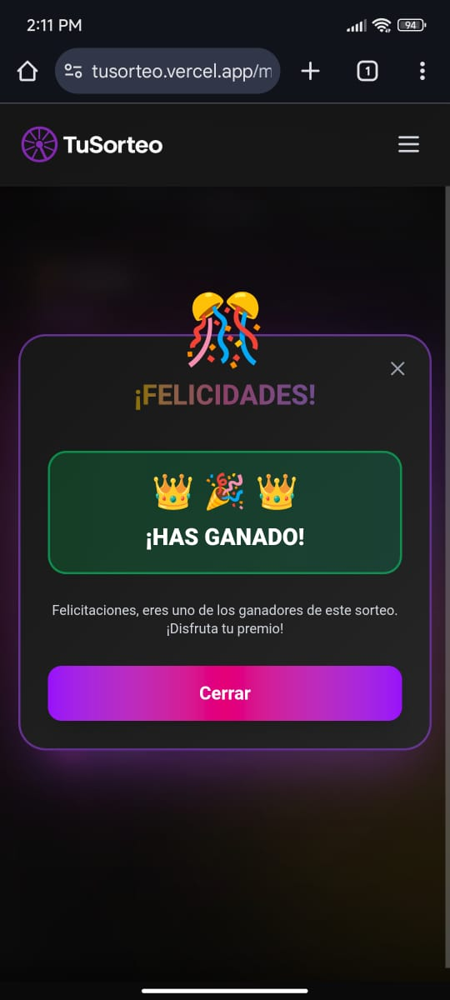 2:11 PM
94
tusorteo.vercel.app/m
1
TuSorteo
¡FELICIDADES!
¡HAS GANADO!
Felicitaciones, eres uno de los ganadores de este sorteo.
¡Disfruta tu premio!
Cerrar